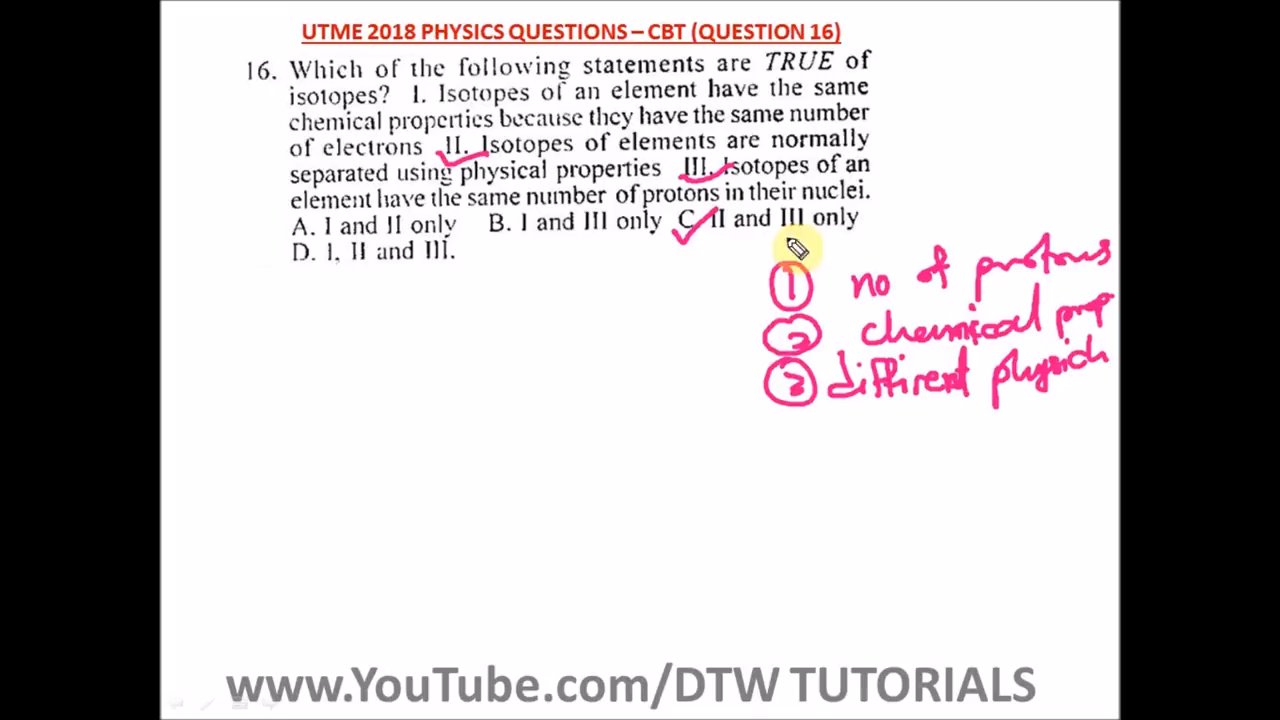 UTME 2018 PHYSICS QUESTIONS – CBT (QUESTION 16)
16. Which of the following statements are TRUE of
isotopes? I. Isotopes of an element have the same
chemical properties because they have the same number
of electrons II. Isotopes of elements are normally
separated using physical properties III. Isotopes of an
element have the same number of protons in their nuclei.
A. I and II only B. I and III only C. II and III only
D. I, II and III.
1 no of protons
2 chemical prop
3 different physich
www.YouTube.com/DTW TUTORIALS